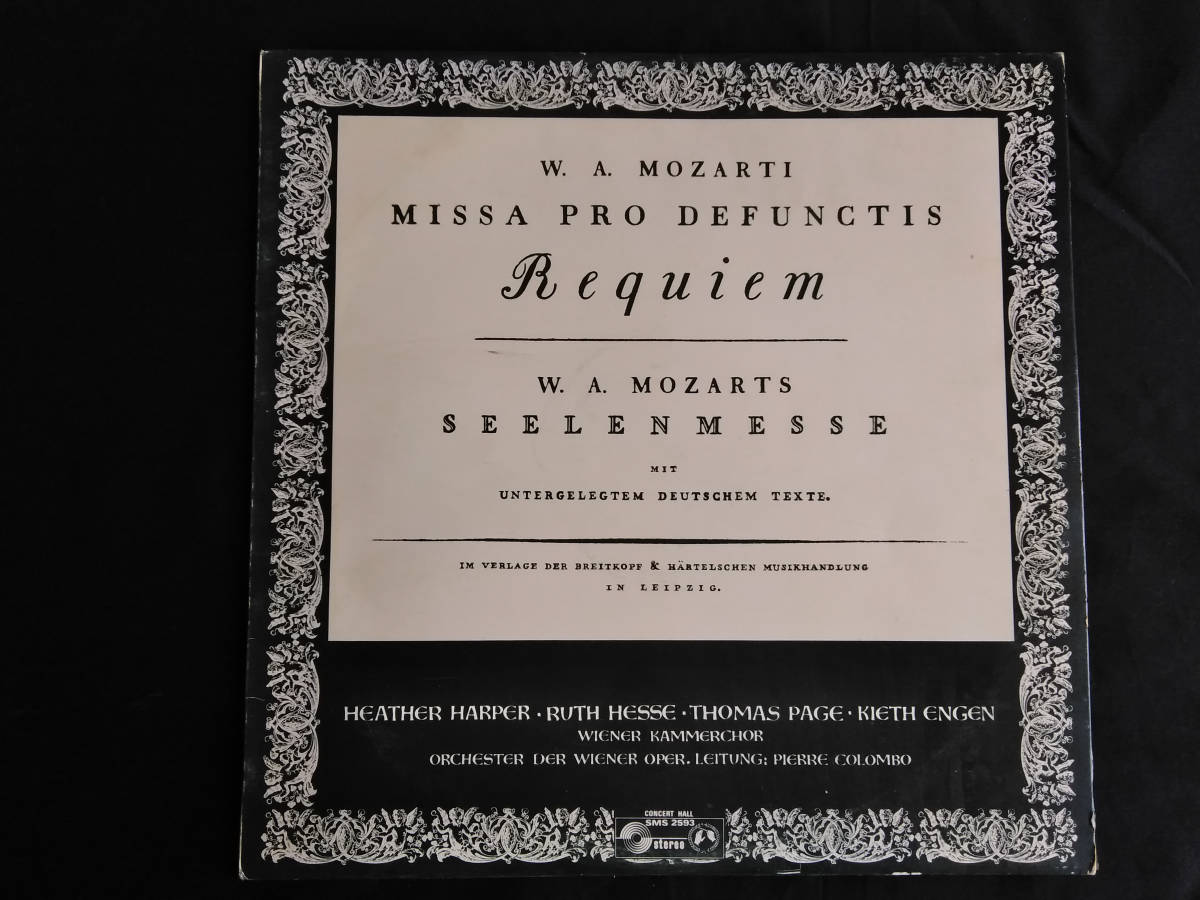 W. A. MOZARTI
MISSA PRO DEFUNCTIS
Requiem
W. A. MOZARTS
SEELENMESSE
MIT
UNTERGELEGTEM DEUTSCHEM TEXTE.
IM VERLAGE DER BREITKOPF & HÄRTELSCHEN MUSIKHANDLUNG
IN LEIPZIG.
HEATHER HARPER · RUTH HESSE · THOMAS PAGE · KIETH ENGEN
WIENER KAMMERCHOR
ORCHESTER DER WIENER OPER. LEITUNG: PIERRE COLOMBO
CONCERT HALL
SMS 2593
stereo